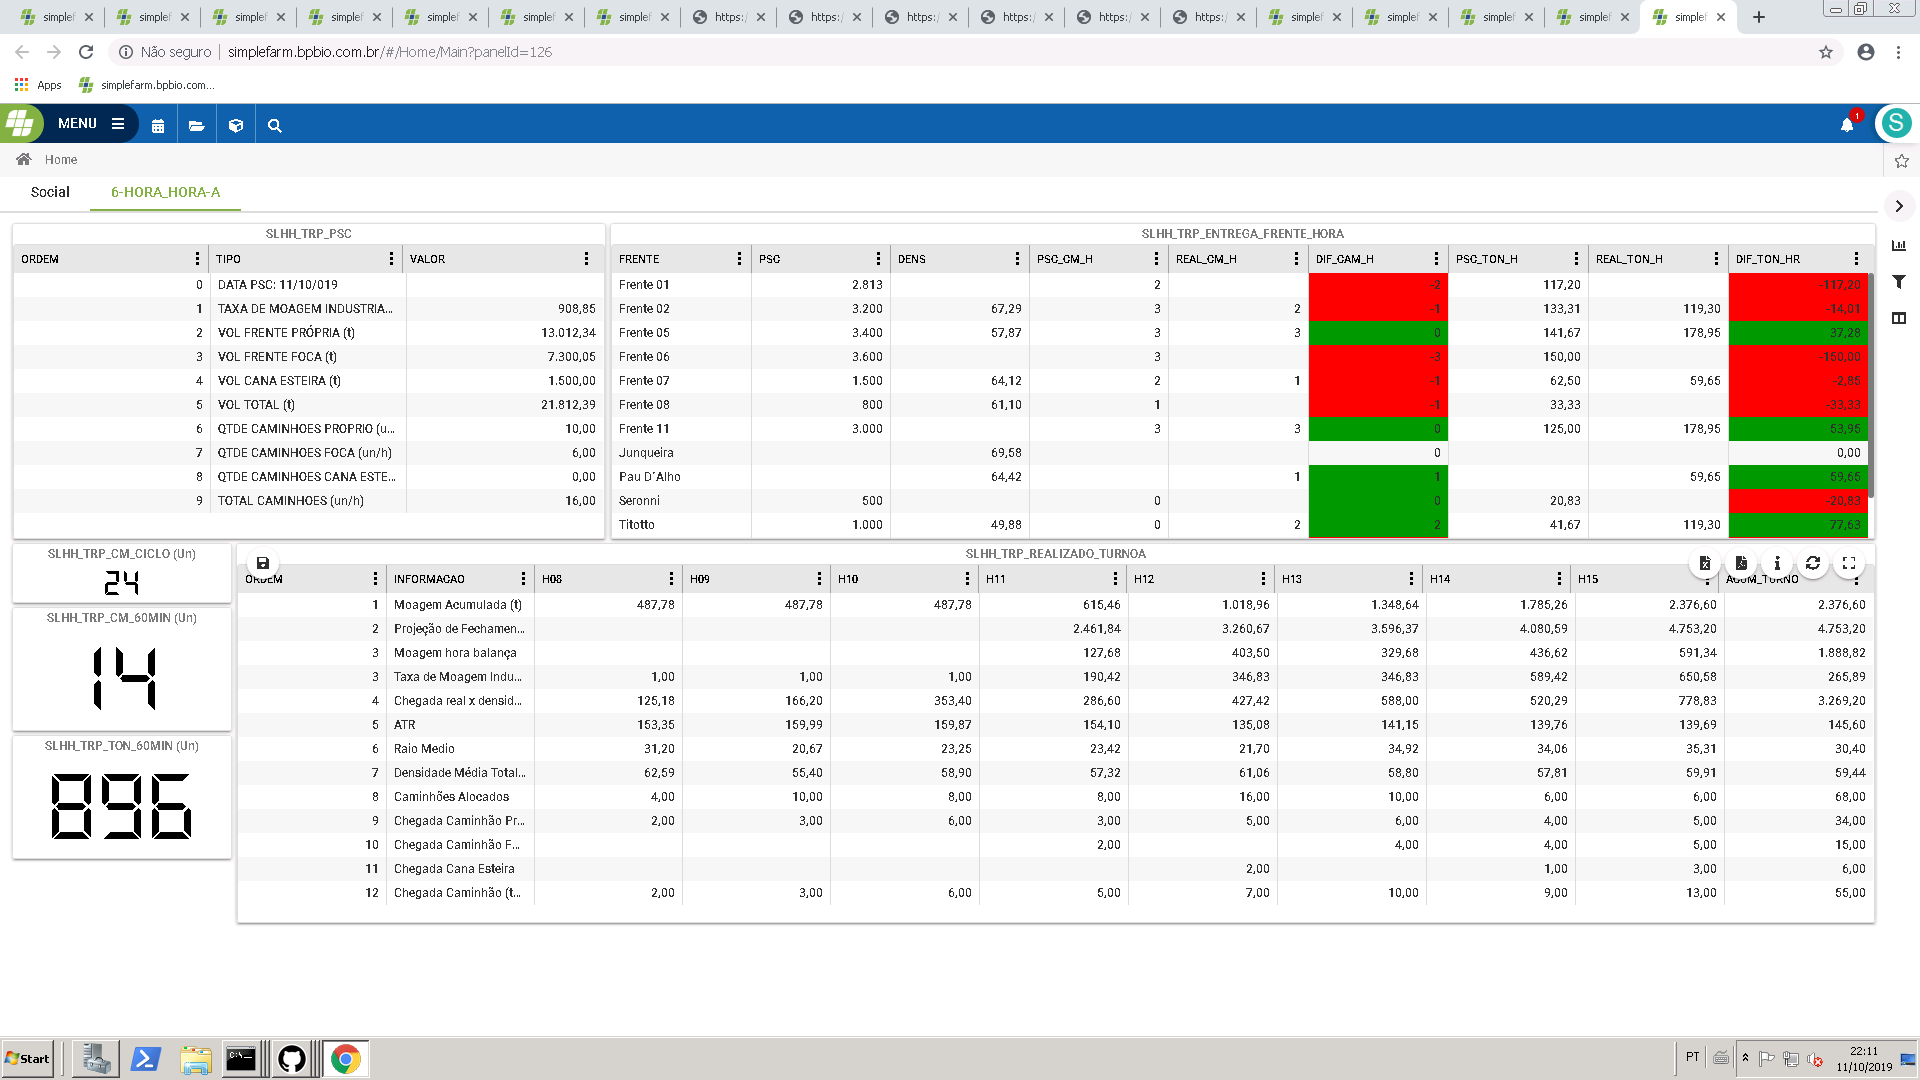 simplef simplef simplef simplef simplef simplef simplef https:/ https:/ https:/ https:/ https:/ https:/ simplef simplef simplef simplef simplef
Não seguro simplefarm.bpbio.com.br/#/Home/Main?panelId=126
Apps simplefarm.bpbio.com...
MENU 1 S
Home
Social 6-HORA_HORA-A
SLHH_TRP_PSC
ORDEM TIPO VALOR
0 DATA PSC: 11/10/019
1 TAXA DE MOAGEM INDUSTRIA... 908,85
2 VOL FRENTE PRÓPRIA (t) 13.012,34
3 VOL FRENTE FOCA (t) 7.300,05
4 VOL CANA ESTEIRA (t) 1.500,00
5 VOL TOTAL (t) 21.812,39
6 QTDE CAMINHOES PROPRIO (u... 10,00
7 QTDE CAMINHOES FOCA (un/h) 6,00
8 QTDE CAMINHOES CANA ESTE... 0,00
9 TOTAL CAMINHOES (un/h) 16,00
SLHH_TRP_ENTREGA_FRENTE_HORA
FRENTE PSC DENS PSC_CM_H REAL_CM_H DIF_CAM_H PSC_TON_H REAL_TON_H DIF_TON_HR
Frente 01 2.813 2 -2 117,20 -117,20
Frente 02 3.200 67,29 3 2 -1 133,31 119,30 -14,01
Frente 05 3.400 57,87 3 3 0 141,67 178,95 37,28
Frente 06 3.600 3 -3 150,00 -150,00
Frente 07 1.500 64,12 2 1 -1 62,50 59,65 -2,85
Frente 08 800 61,10 1 -1 33,33 -33,33
Frente 11 3.000 3 3 0 125,00 178,95 53,95
Junqueira 69,58 0 0,00
Pau D´Alho 64,42 1 1 59,65 59,65
Seronni 500 0 0 20,83 -20,83
Titotto 1.000 49,88 0 2 2 41,67 119,30 77,63
SLHH_TRP_CM_CICLO (Un)
24
SLHH_TRP_CM_60MIN (Un)
14
SLHH_TRP_TON_60MIN (Un)
896
SLHH_TRP_REALIZADO_TURNOA
ORDEM INFORMACAO H08 H09 H10 H11 H12 H13 H14 H15 ACUM_TURNO
1 Moagem Acumulada (t) 487,78 487,78 487,78 615,46 1.018,96 1.348,64 1.785,26 2.376,60 2.376,60
2 Projeção de Fechamen... 2.461,84 3.260,67 3.596,37 4.080,59 4.753,20 4.753,20
3 Moagem hora balança 127,68 403,50 329,68 436,62 591,34 1.888,82
3 Taxa de Moagem Indu... 1,00 1,00 1,00 190,42 346,83 346,83 589,42 650,58 265,89
4 Chegada real x densid... 125,18 166,20 353,40 286,60 427,42 588,00 520,29 778,83 3.269,20
5 ATR 153,35 159,99 159,87 154,10 135,08 141,15 139,76 139,69 145,60
6 Raio Medio 31,20 20,67 23,25 23,42 21,70 34,92 34,06 35,31 30,40
7 Densidade Média Total... 62,59 55,40 58,90 57,32 61,06 58,80 57,81 59,91 59,44
8 Caminhões Alocados 4,00 10,00 8,00 8,00 16,00 10,00 6,00 6,00 68,00
9 Chegada Caminhão Pr... 2,00 3,00 6,00 3,00 5,00 6,00 4,00 5,00 34,00
10 Chegada Caminhão F... 2,00 4,00 4,00 5,00 15,00
11 Chegada Cana Esteira 2,00 1,00 3,00 6,00
12 Chegada Caminhão (t... 2,00 3,00 6,00 5,00 7,00 10,00 9,00 13,00 55,00
Start PT 22:11
11/10/2019